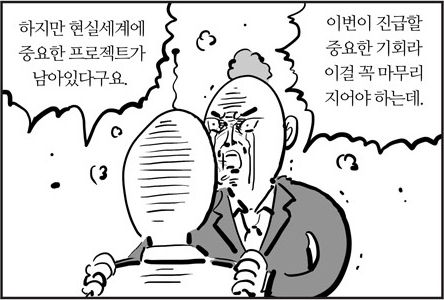 하지만 현실세계에
중요한 프로젝트가
남아있다구요.
이번이 진급할
중요한 기회라
이걸 꼭 마무리
지어야 하는데.